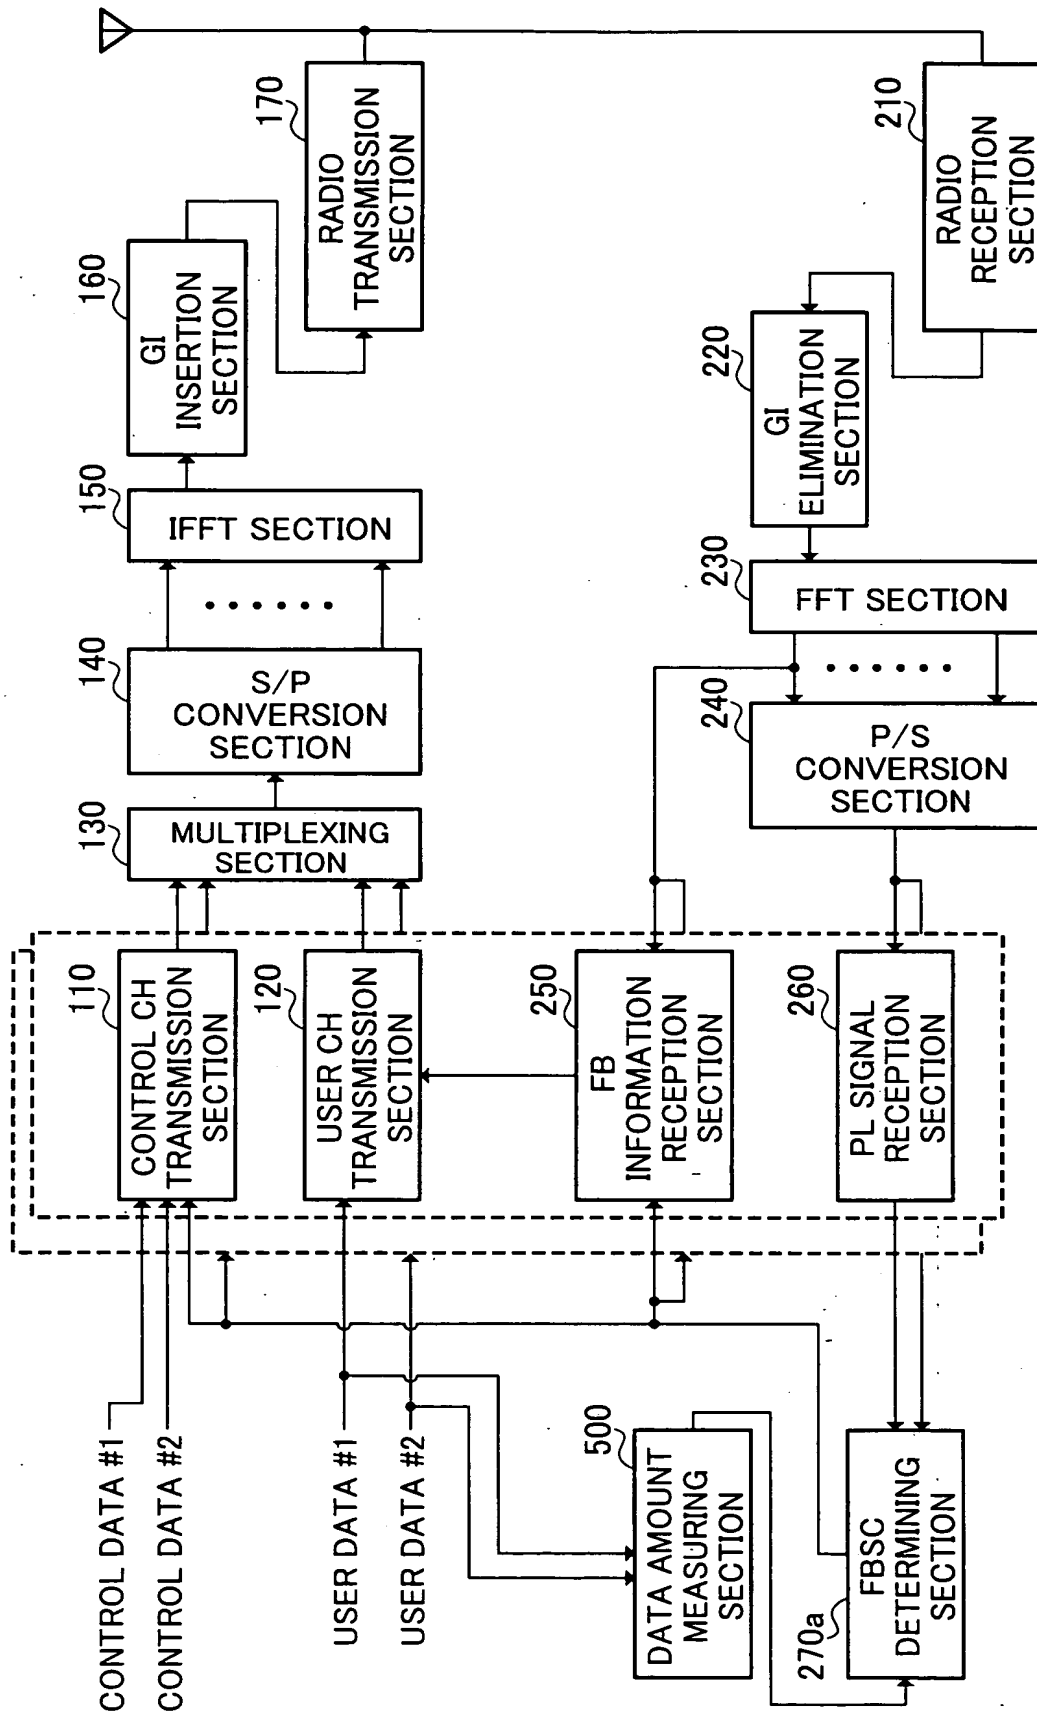 CONTROL DATA #1
CONTROL DATA #2
USER DATA #1
USER DATA #2
110
CONTROL CH
TRANSMISSION
SECTION
120
USER CH
TRANSMISSION
SECTION
130
MULTIPLEXING
SECTION
140
S/P
CONVERSION
SECTION
150
IFFT SECTION
160
GI
INSERTION
SECTION
170
RADIO
TRANSMISSION
SECTION
210
RADIO
RECEPTION
SECTION
220
GI
ELIMINATION
SECTION
230
FFT SECTION
240
P/S
CONVERSION
SECTION
250
FB
INFORMATION
RECEPTION
SECTION
260
PL SIGNAL
RECEPTION
SECTION
500
DATA AMOUNT
MEASURING
SECTION
270a
FBSC
DETERMINING
SECTION